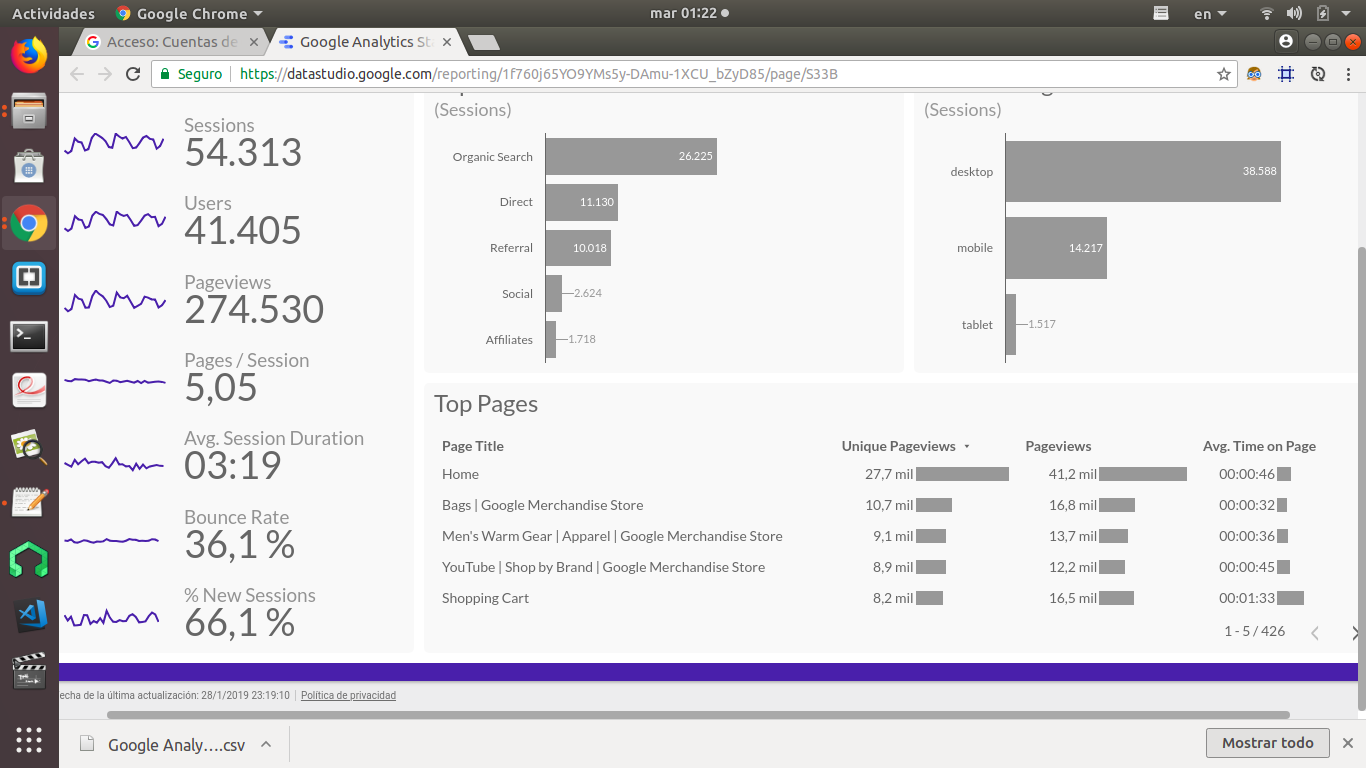 Actividades
Google Chrome
mar 01:22
en
Acceso: Cuentas de
Google Analytics St
Seguro
https://datastudio.google.com/reporting/1f760j65YO9YMs5y-DAmu-1XCU_bZyD85/page/S33B
Sessions
54.313
Users
41.405
Pageviews
274.530
Pages / Session
5,05
Avg. Session Duration
03:19
Bounce Rate
36,1 %
% New Sessions
66,1 %
(Sessions)
Organic Search 26.225
Direct 11.130
Referral 10.018
Social 2.624
Affiliates 1.718
(Sessions)
desktop 38.588
mobile 14.217
tablet 1.517
Top Pages
Page Title Unique Pageviews Pageviews Avg. Time on Page
Home 27,7 mil 41,2 mil 00:00:46
Bags | Google Merchandise Store 10,7 mil 16,8 mil 00:00:32
Men's Warm Gear | Apparel | Google Merchandise Store 9,1 mil 13,7 mil 00:00:36
YouTube | Shop by Brand | Google Merchandise Store 8,9 mil 12,2 mil 00:00:45
Shopping Cart 8,2 mil 16,5 mil 00:01:33
1 - 5 / 426
echa de la última actualización: 28/1/2019 23:19:10 | Política de privacidad
Google Analy….csv
Mostrar todo